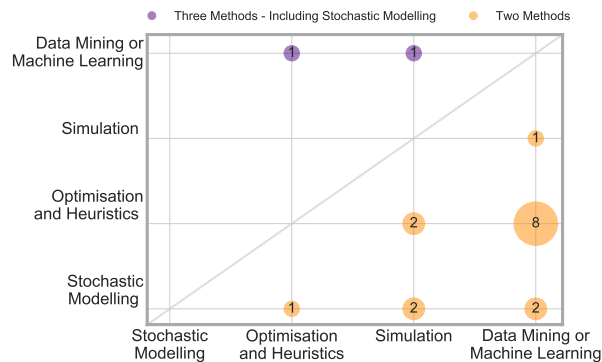 Three Methods - Including Stochastic Modelling
Two Methods
Data Mining or
Machine Learning
1
1
Simulation
1
Optimisation
and Heuristics
2
8
Stochastic
Modelling
1
2
2
Stochastic
Modelling
Optimisation
and Heuristics
Simulation
Data Mining or
Machine Learning